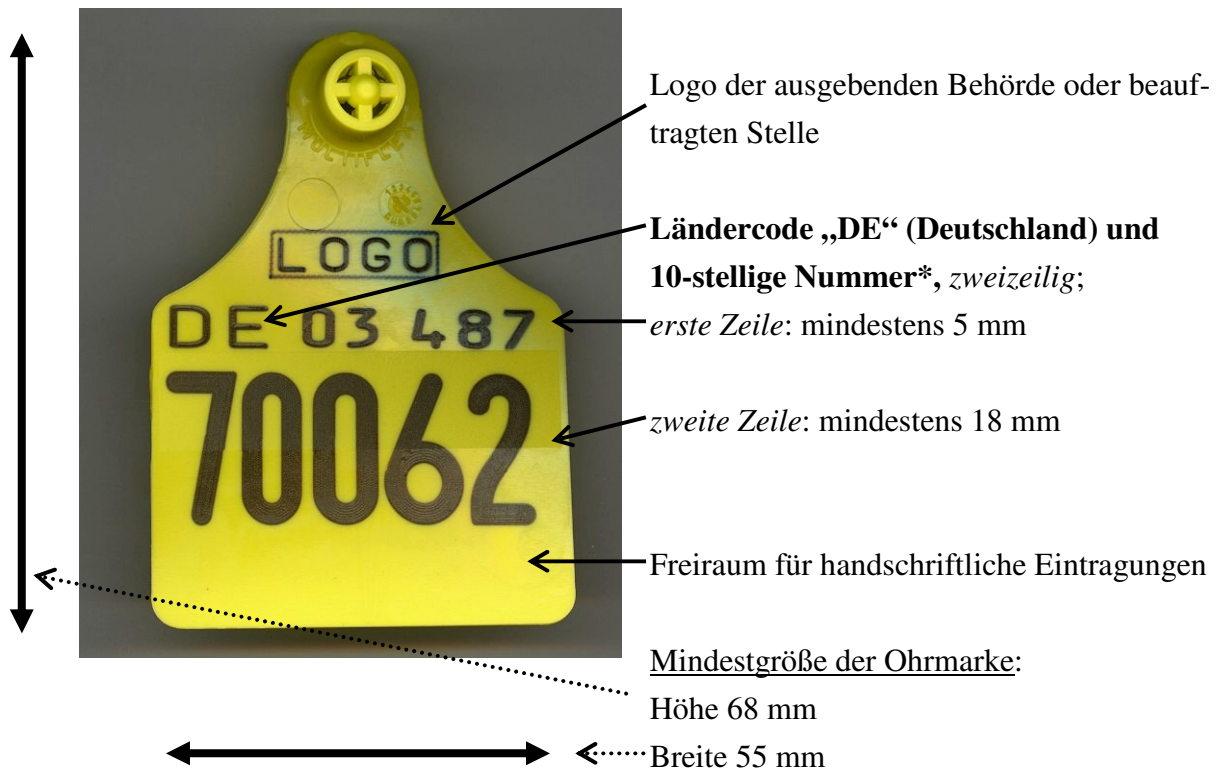 MULTIFLEX
LOGO
DE 03 487
70062
Logo der ausgebenden Behörde oder beauf-
tragten Stelle
Ländercode „DE“ (Deutschland) und
10-stellige Nummer*, zweizeilig;
erste Zeile: mindestens 5 mm
zweite Zeile: mindestens 18 mm
Freiraum für handschriftliche Eintragungen
Mindestgröße der Ohrmarke:
Höhe 68 mm
Breite 55 mm